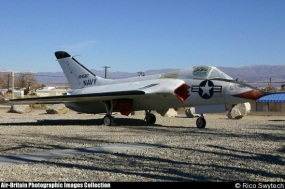 NAVY
© Rico Swytech
Air-Britain Photographic Images Collection